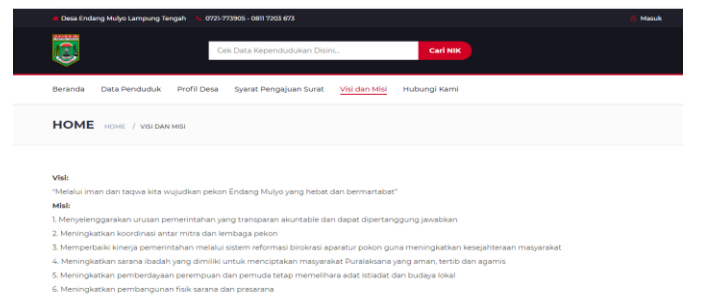 Desa Endang Mulyo Lampung Tengah 0721-773905 - 0811 7203 673 Masuk
Cek Data Kependudukan Disini... Cari NIK
Beranda Data Penduduk Profil Desa Syarat Pengajuan Surat Visi dan Misi Hubungi Kami
HOME HOME / VISI DAN MISI
Visi:
"Melalui iman dan taqwa kita wujudkan pekon Endang Mulyo yang hebat dan bermartabat"
Misi:
1. Menyelenggarakan urusan pemerintahan yang transparan akuntable dan dapat dipertanggung jawabkan
2. Meningkatkan koordinasi antar mitra dan lembaga pekon
3. Memperbaiki kinerja pemerintahan melalui sistem reformasi birokrasi aparatur pokon guna meningkatkan kesejahteraan masyarakat
4. Meningkatkan sarana ibadah yang dimiliki untuk menciptakan masyarakat Puralaksana yang aman, tertib dan agamis
5. Meningkatkan pemberdayaan perempuan dan pemuda tetap memelihara adat istiadat dan budaya lokal
6. Meningkatkan pembangunan fisik sarana dan prasarana